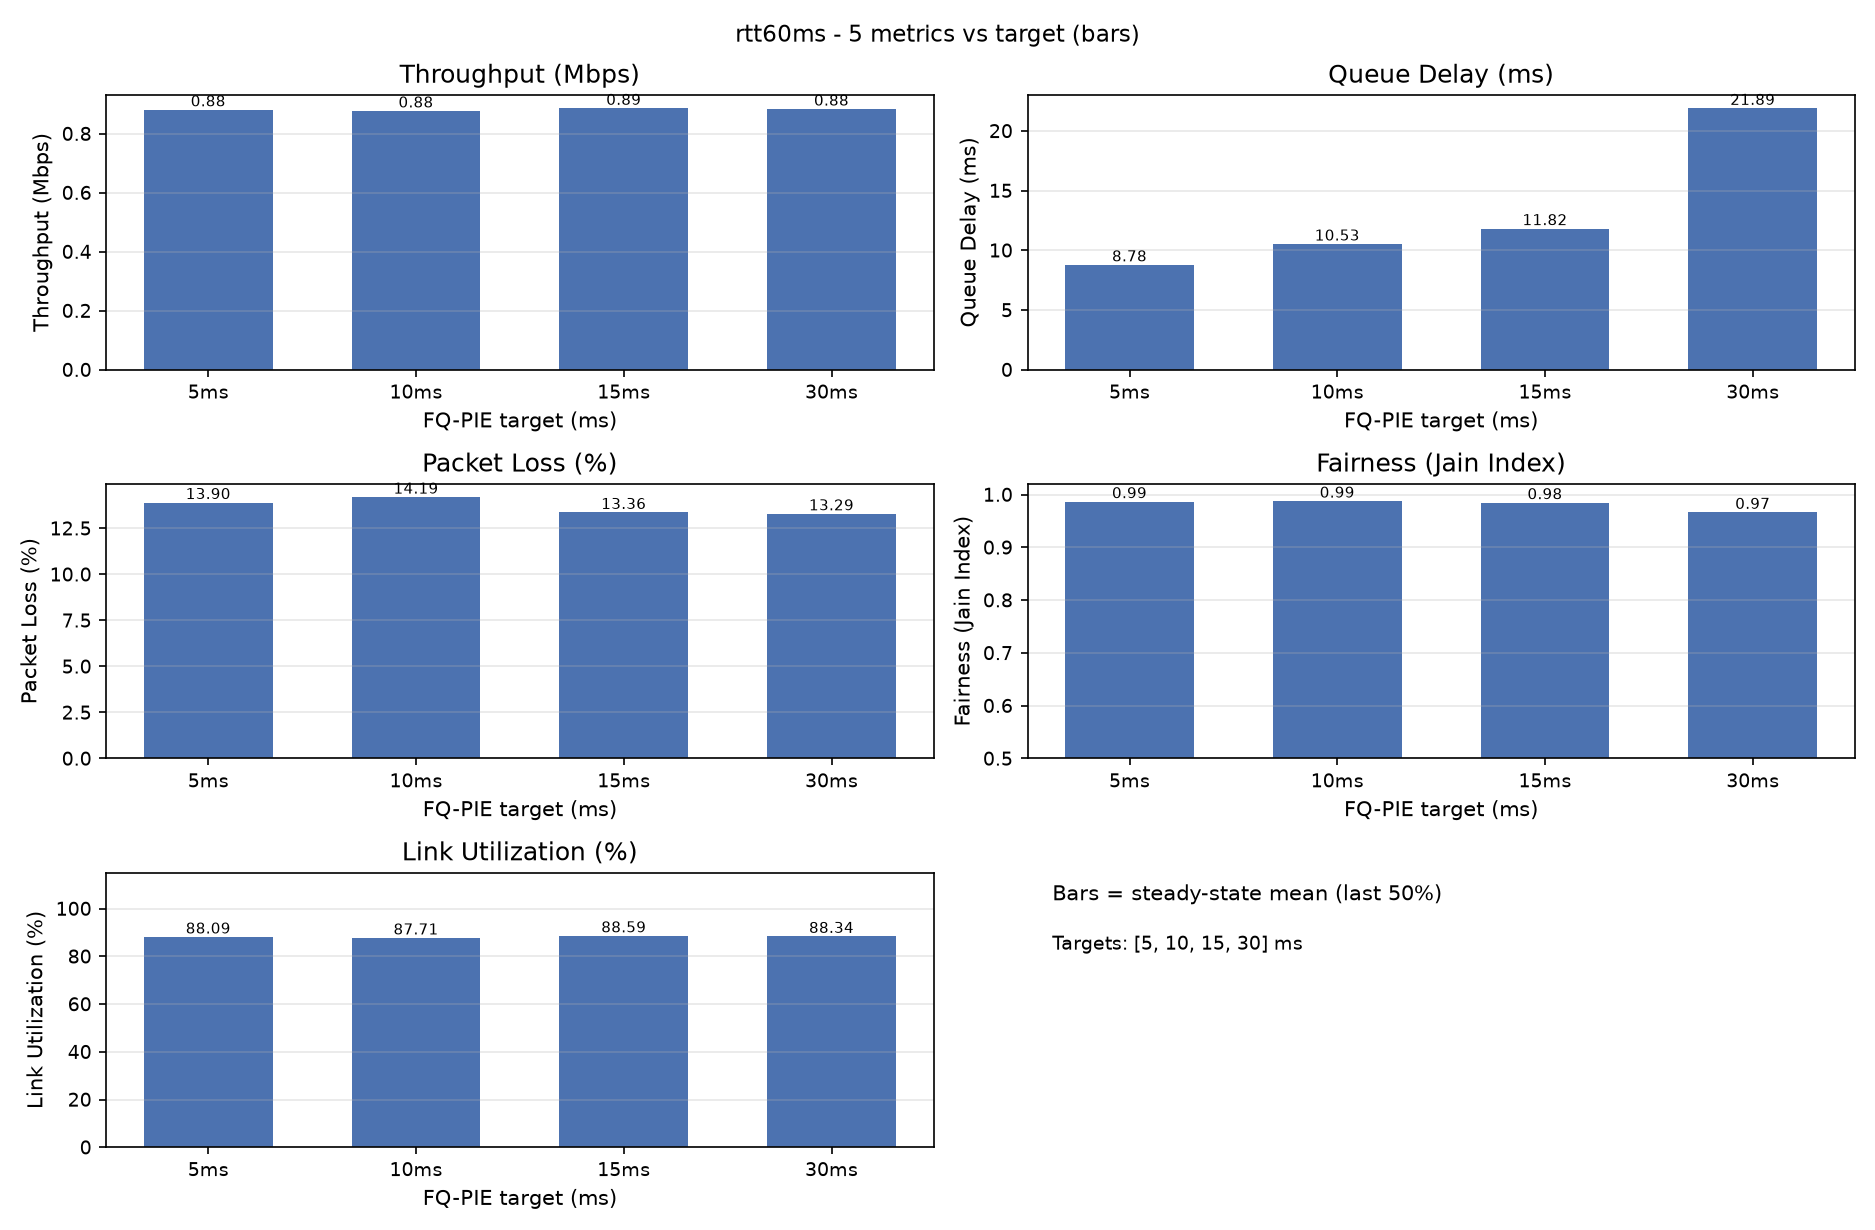 rtt60ms - 5 metrics vs target (bars)
Throughput (Mbps)
Throughput (Mbps)
0.8
0.6
0.4
0.2
0.0
0.88
0.88
0.89
0.88
5ms
10ms
15ms
30ms
FQ-PIE target (ms)
Queue Delay (ms)
Queue Delay (ms)
20
15
10
5
0
8.78
10.53
11.82
21.89
5ms
10ms
15ms
30ms
FQ-PIE target (ms)
Packet Loss (%)
Packet Loss (%)
12.5
10.0
7.5
5.0
2.5
0.0
13.90
14.19
13.36
13.29
5ms
10ms
15ms
30ms
FQ-PIE target (ms)
Fairness (Jain Index)
Fairness (Jain Index)
1.0
0.9
0.8
0.7
0.6
0.5
0.99
0.99
0.98
0.97
5ms
10ms
15ms
30ms
FQ-PIE target (ms)
Link Utilization (%)
Link Utilization (%)
100
80
60
40
20
0
88.09
87.71
88.59
88.34
5ms
10ms
15ms
30ms
FQ-PIE target (ms)
Bars = steady-state mean (last 50%)
Targets: [5, 10, 15, 30] ms